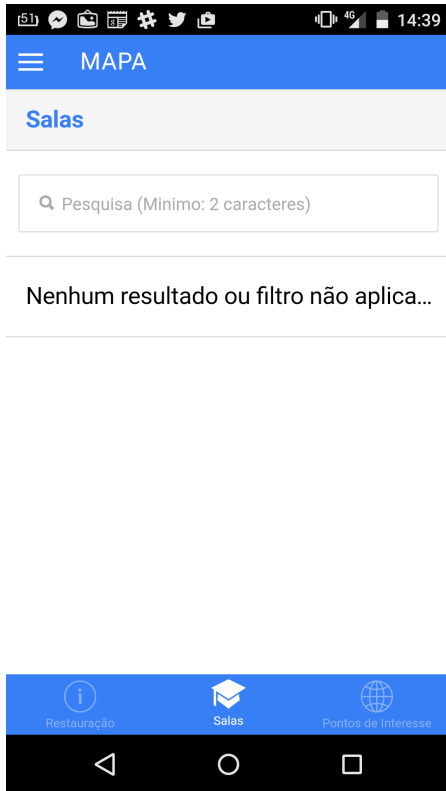 51
4G
14:39
MAPA
Salas
Pesquisa (Minimo: 2 caracteres)
Nenhum resultado ou filtro não aplica...
Restauração
Salas
Pontos de Interesse